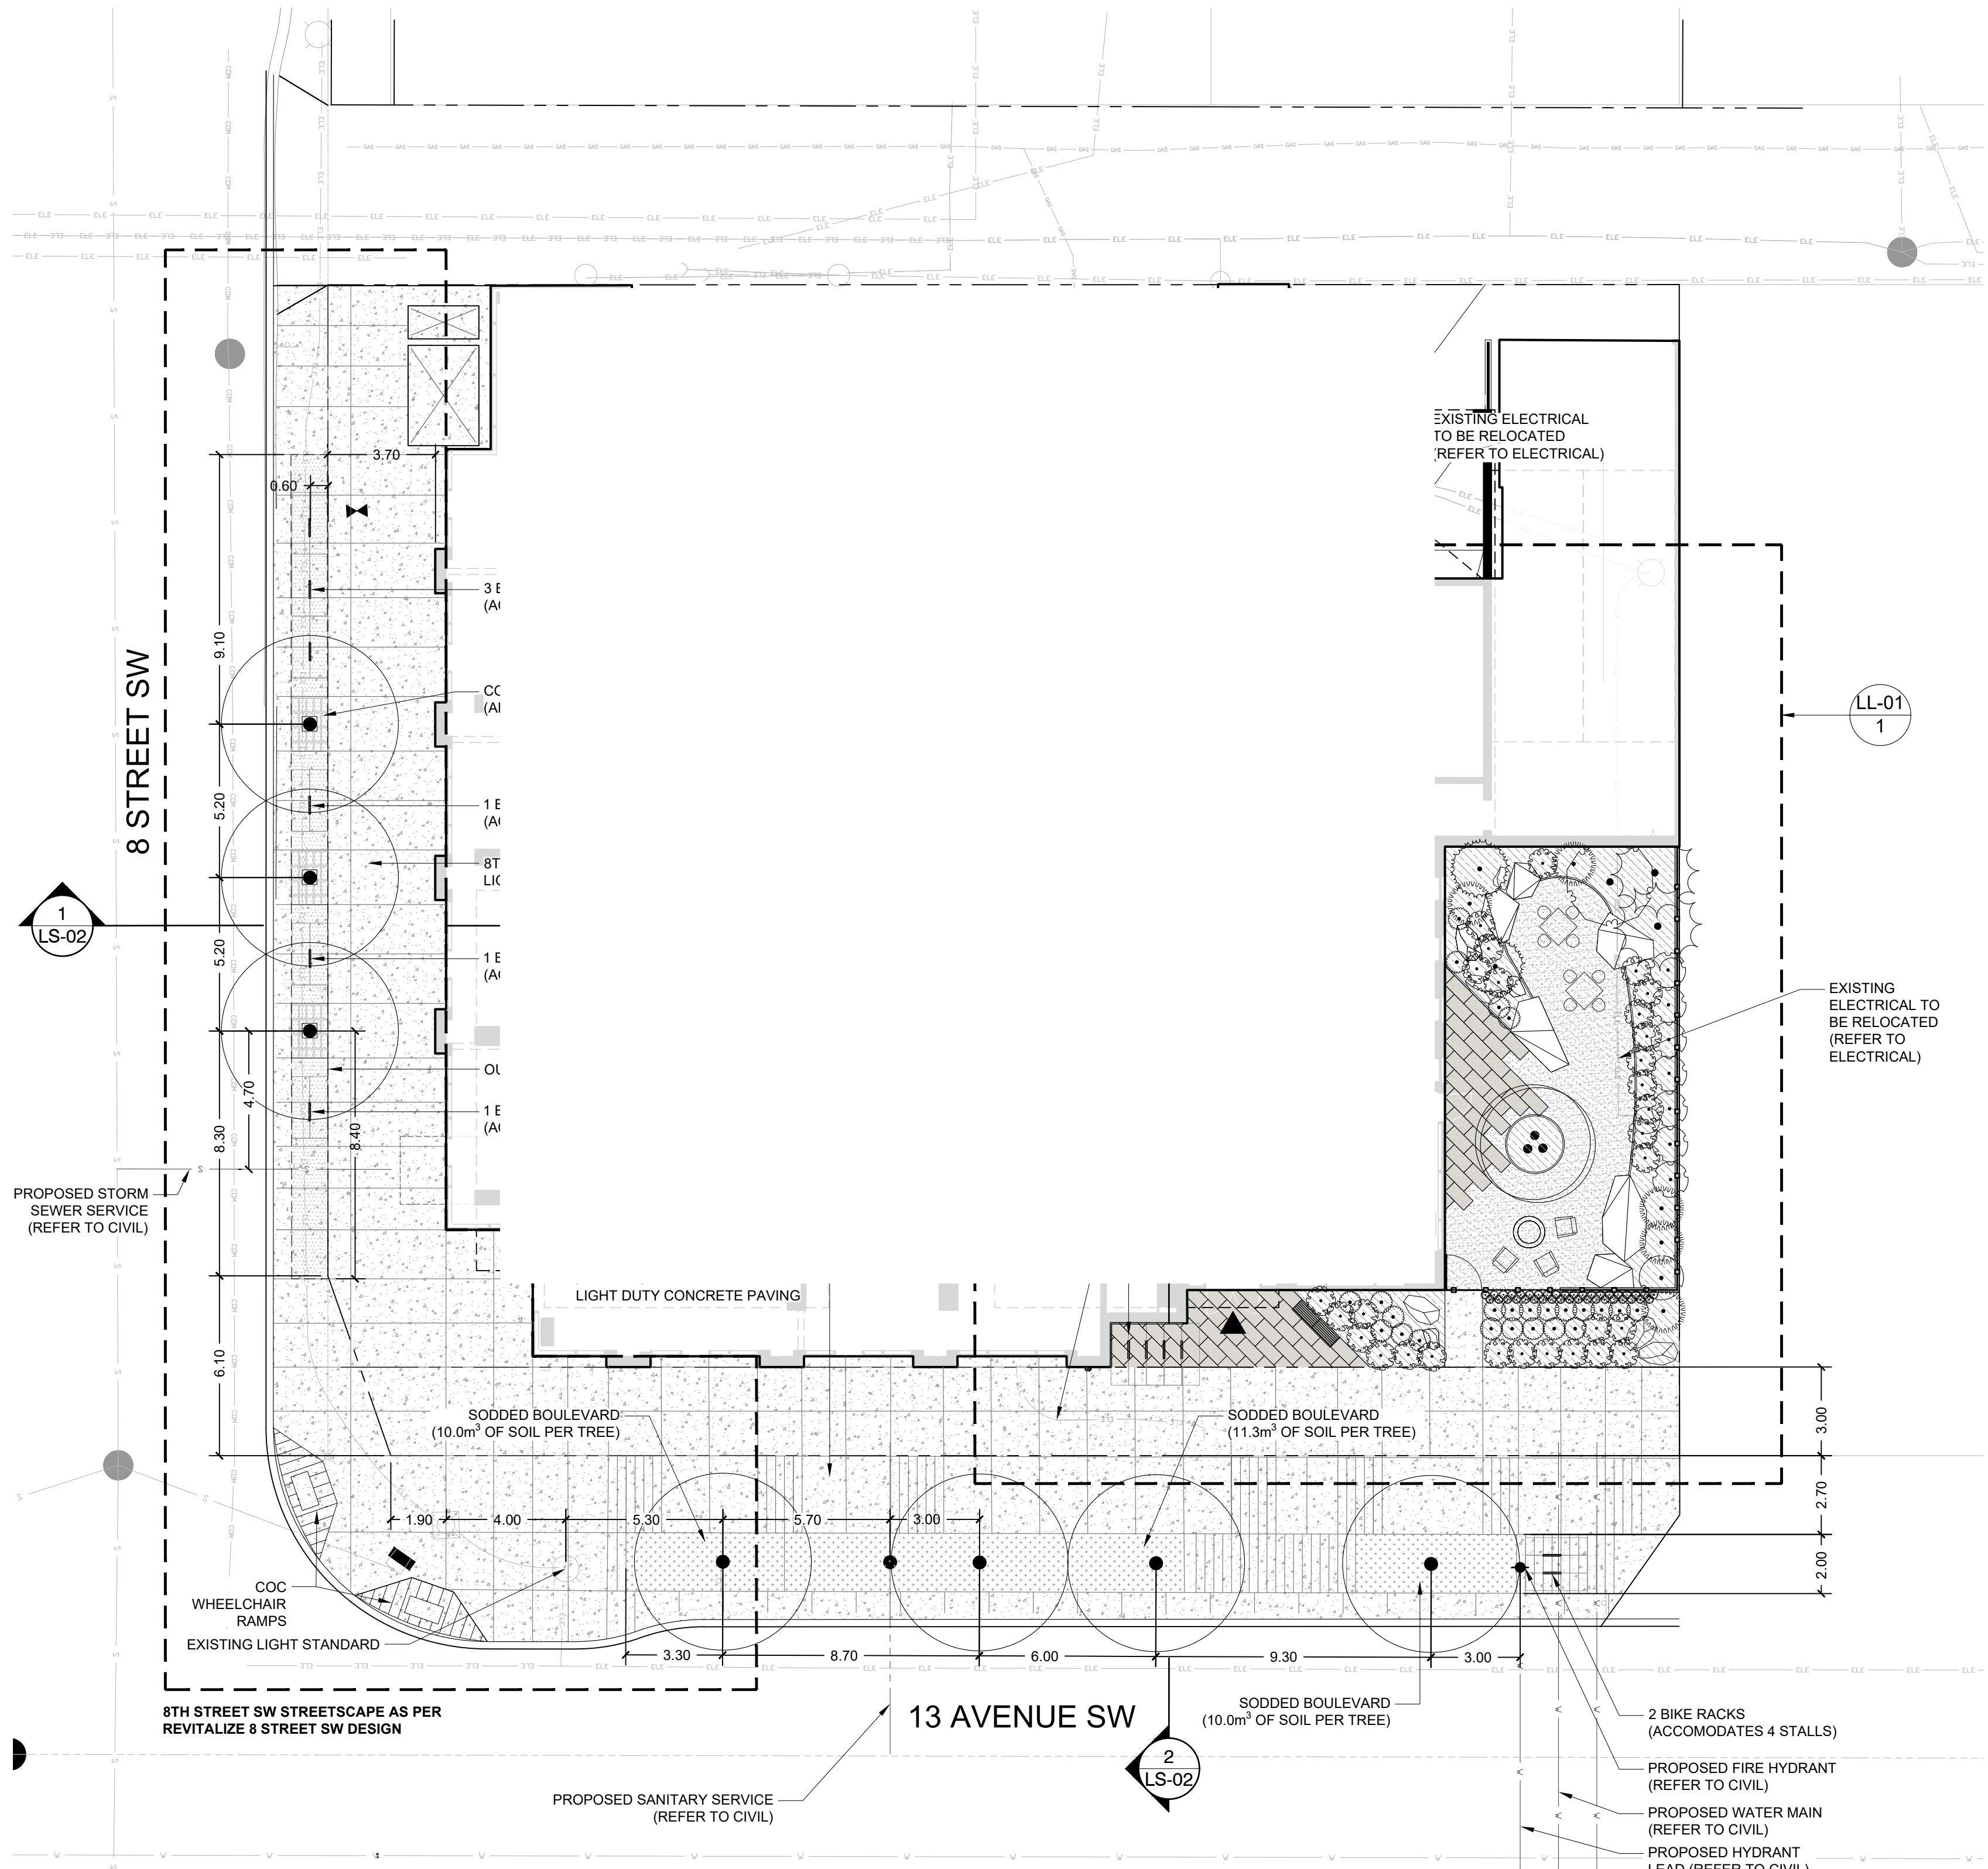 EXISTING ELECTRICAL
TO BE RELOCATED
(REFER TO ELECTRICAL)
3.70
0.60
9.10
5.20
5.20
4.70
8.30
8.40
6.10
8 STREET SW
LL-01
1
1
LS-02
EXISTING
ELECTRICAL TO
BE RELOCATED
(REFER TO
ELECTRICAL)
PROPOSED STORM
SEWER SERVICE
(REFER TO CIVIL)
LIGHT DUTY CONCRETE PAVING
SODDED BOULEVARD
(10.0m³ OF SOIL PER TREE)
SODDED BOULEVARD
(11.3m³ OF SOIL PER TREE)
3.00
2.70
2.00
1.90
4.00
5.30
5.70
3.00
COC
WHEELCHAIR
RAMPS
EXISTING LIGHT STANDARD
3.30
8.70
6.00
9.30
3.00
8TH STREET SW STREETSCAPE AS PER
REVITALIZE 8 STREET SW DESIGN
13 AVENUE SW
SODDED BOULEVARD
(10.0m³ OF SOIL PER TREE)
2
LS-02
2 BIKE RACKS
(ACCOMODATES 4 STALLS)
PROPOSED FIRE HYDRANT
(REFER TO CIVIL)
PROPOSED SANITARY SERVICE
(REFER TO CIVIL)
PROPOSED WATER MAIN
(REFER TO CIVIL)
PROPOSED HYDRANT
LEAD (REFER TO CIVIL)